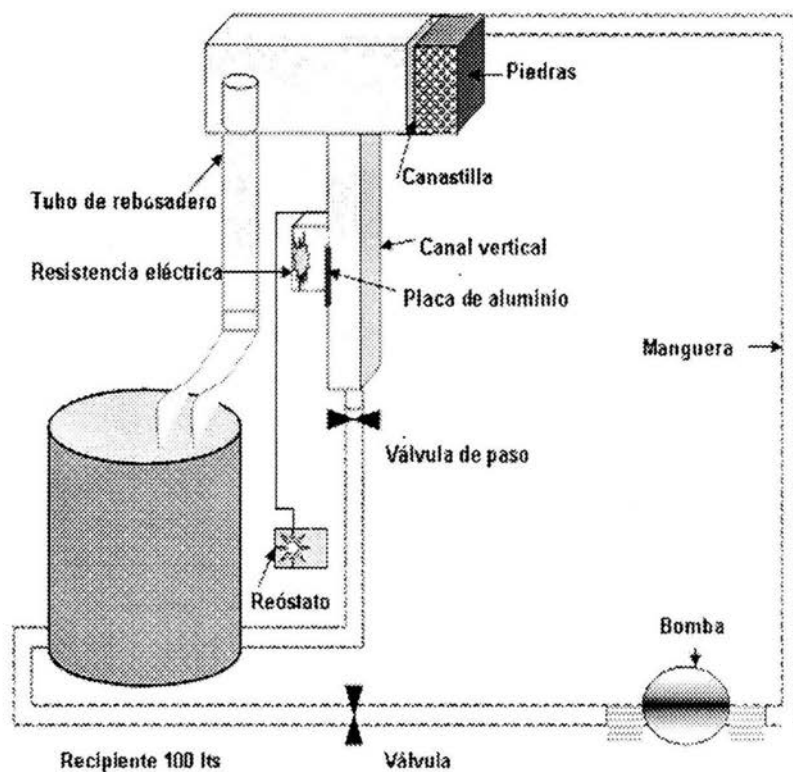 Piedras
Canastilla
Tubo de rebosadero
Canal vertical
Resistencia eléctrica
Placa de aluminio
Manguera
Válvula de paso
Reóstato
Bomba
Recipiente 100 lts
Válvula